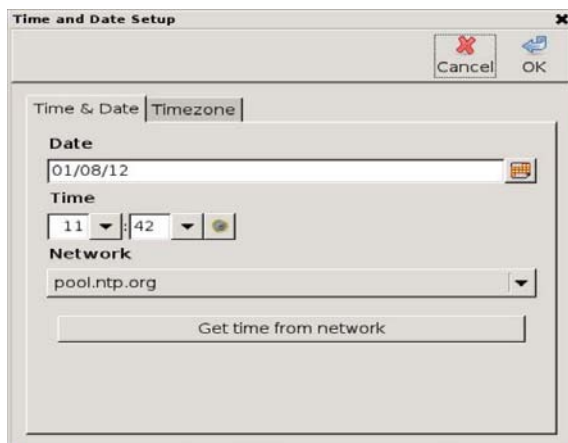 Time and Date Setup
Cancel OK
Time & Date Timezone
Date
01/08/12
Time
11 : 42
Network
pool.ntp.org
Get time from network